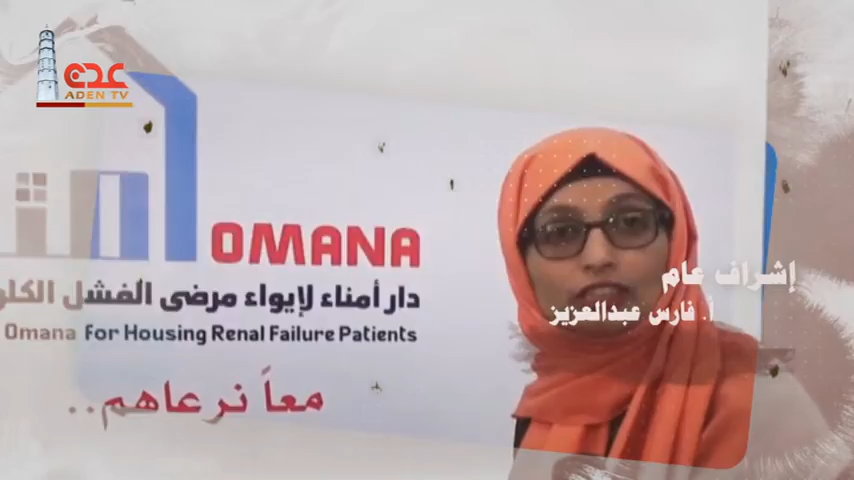 عدن
ADEN TV
OMANA
دار أمناء لإيواء مرضى الفشل
Omana for Housing Renal Failure Patients
معاً نرعاهم..
إشراف عام
أ. فارس عبدالعزيز